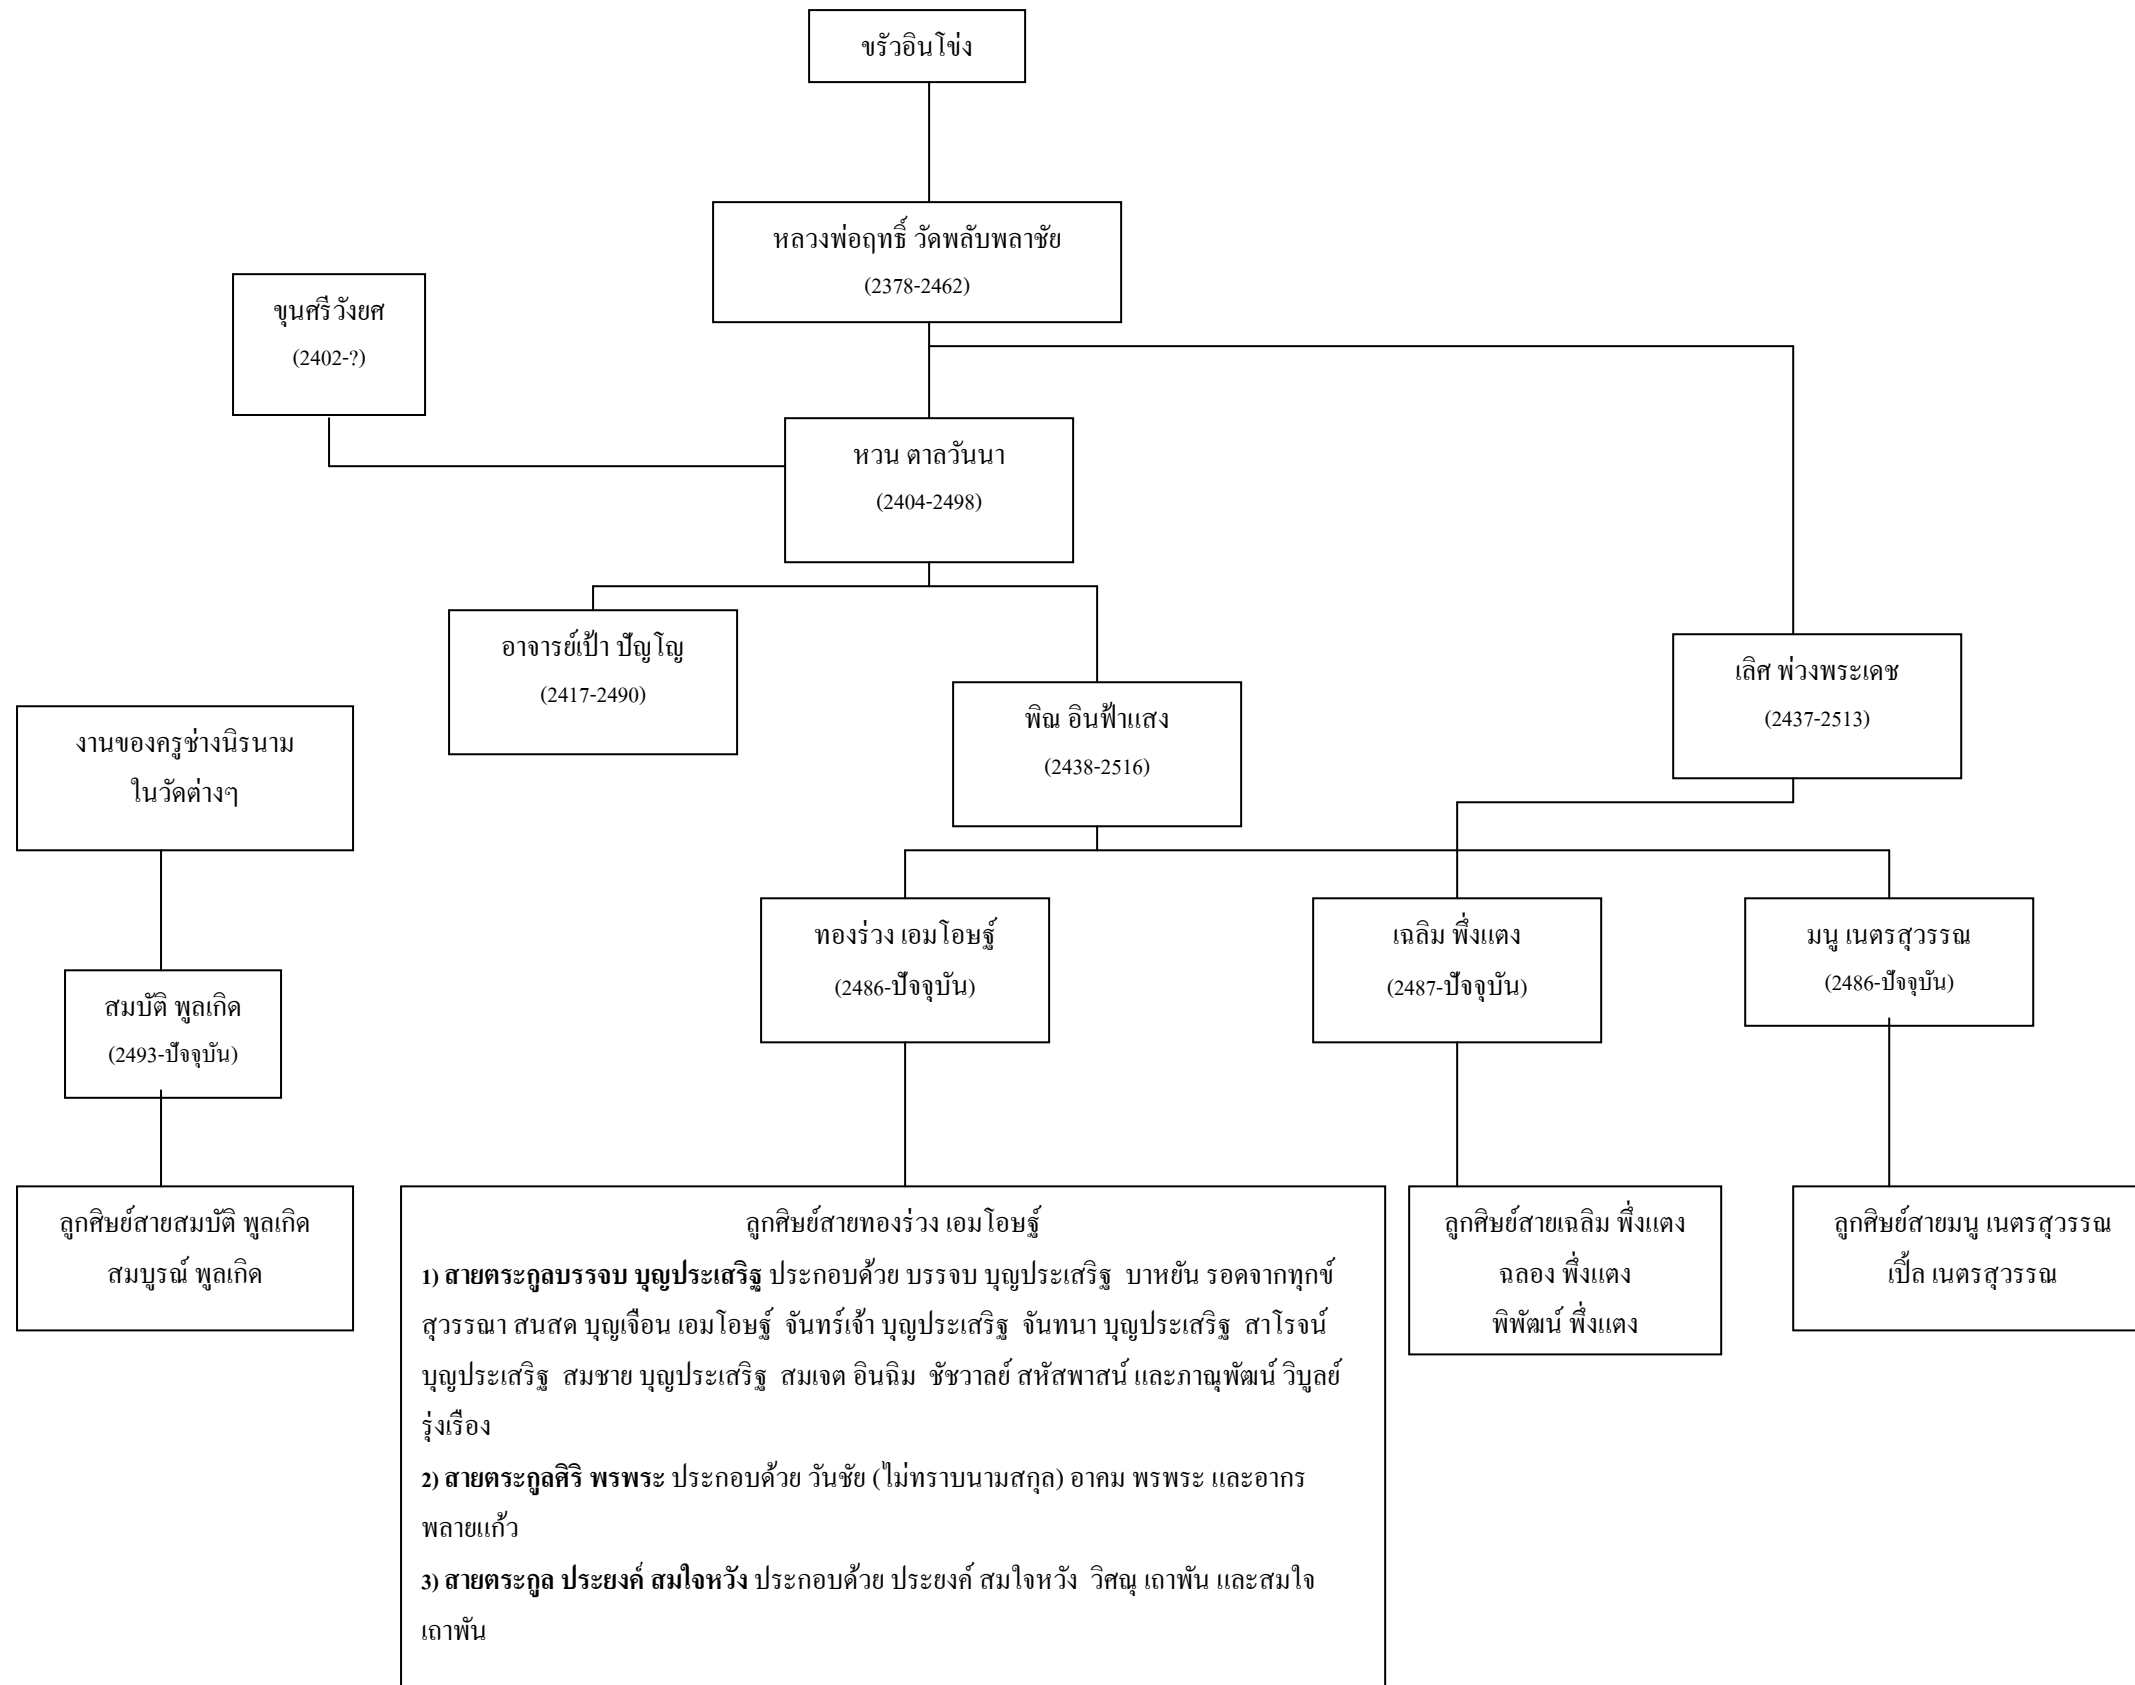 ขรัวอินโข่ง
หลวงพ่อฤทธิ์ วัดพลับพลาชัย
(2378-2462)
ขุนศรีวังยศ
(2402-?)
หวน ตาลวันนา
(2404-2498)
อาจารย์เป้า ปัญโญ
(2417-2490)
เลิศ พ่วงพระเดช
(2437-2513)
พิณ อินฟ้าแสง
(2438-2516)
งานของครูช่างนิรนาม
ในวัดต่างๆ
ทองร่วง เอมโอษฐ์
(2486-ปัจจุบัน)
เฉลิม พึ่งแตง
(2487-ปัจจุบัน)
มนู เนตรสุวรรณ
(2486-ปัจจุบัน)
สมบัติ พูลเกิด
(2493-ปัจจุบัน)
ลูกศิษย์สายสมบัติ พูลเกิด
สมบูรณ์ พูลเกิด
ลูกศิษย์สายทองร่วง เอมโอษฐ์
1) สายตระกูลบรรจบ บุญประเสริฐ ประกอบด้วย บรรจบ บุญประเสริฐ บาหยัน รอดจากทุกข์
สุวรรณา สนสด บุญเจือน เอมโอษฐ์ จันทร์เจ้า บุญประเสริฐ จันทนา บุญประเสริฐ สาโรจน์
บุญประเสริฐ สมชาย บุญประเสริฐ สมเจต อินฉิม ชัชวาลย์ สหัสพาสน์ และภาณุพัฒน์ วิบูลย์
รุ่งเรือง
2) สายตระกูลศิริ พรพระ ประกอบด้วย วันชัย (ไม่ทราบนามสกุล) อาคม พรพระ และอากร
พลายแก้ว
3) สายตระกูล ประยงค์ สมใจหวัง ประกอบด้วย ประยงค์ สมใจหวัง วิศณุ เถาพัน และสมใจ
เถาพัน
ลูกศิษย์สายเฉลิม พึ่งแตง
ฉลอง พึ่งแตง
พิพัฒน์ พึ่งแตง
ลูกศิษย์สายมนู เนตรสุวรรณ
เปิ้ล เนตรสุวรรณ